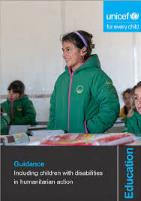 unicef
for every child
Guidance
Including children with disabilities
in humanitarian action
Education